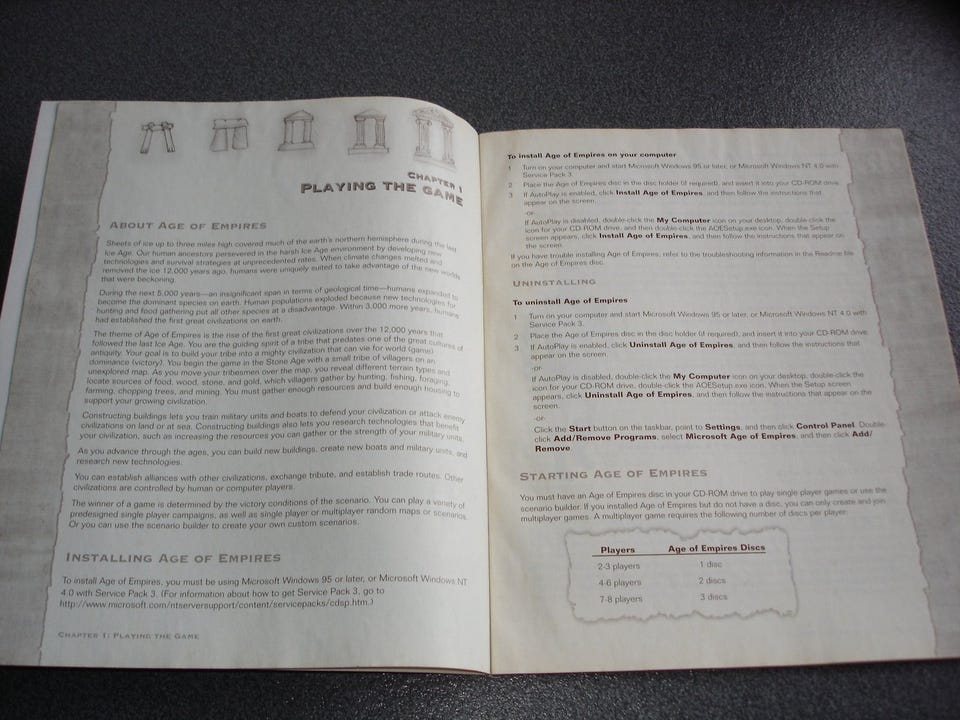 CHAPTER 1
PLAYING THE GAME
ABOUT AGE OF EMPIRES
Sheets of ice up to three miles high covered much of the earth's northern hemisphere during the last
Ice Age. Our human ancestors persevered in the harsh Ice Age environment by developing new
technologies and survival strategies at unprecedented rates. When climate changes melted and
removed the ice 12,000 years ago, humans were uniquely suited to take advantage of the new worlds
that were beckoning.
During the next 5,000 years—an insignificant span in terms of geological time—humans expanded to
become the dominant species on earth. Human populations exploded because new technologies for
hunting and food gathering put all other species at a disadvantage. Within 3,000 more years, humans
had established the first great civilizations on earth.
The theme of Age of Empires is the rise of the first great civilizations over the 12,000 years that
followed the last Ice Age. You are the guiding spirit of a tribe that predates one of the great cultures of
antiquity. Your goal is to build your tribe into a mighty civilization that can vie for world (game)
dominance (victory). You begin the game in the Stone Age with a small tribe of villagers on an
unexplored map. As you move your tribesmen over the map, you reveal different terrain types and
locate sources of food, wood, stone, and gold, which villagers gather by hunting, fishing, foraging,
farming, chopping trees, and mining. You must gather enough resources and build enough housing to
support your growing civilization.
Constructing buildings lets you train military units and boats to defend your civilization or attack enemy
civilizations on land or at sea. Constructing buildings also lets you research technologies that benefit
your civilization, such as increasing the resources you can gather or the strength of your military units.
As you advance through the ages, you can build new buildings, create new boats and military units, and
research new technologies.
You can establish alliances with other civilizations, exchange tribute, and establish trade routes. Other
civilizations are controlled by human or computer players.
The winner of a game is determined by the victory conditions of the scenario. You can play a variety of
predesigned single player campaigns, as well as single player or multiplayer random maps or scenarios.
Or you can use the scenario builder to create your own custom scenarios.
INSTALLING AGE OF EMPIRES
To install Age of Empires, you must be using Microsoft Windows 95 or later, or Microsoft Windows NT
4.0 with Service Pack 3. (For information about how to get Service Pack 3, go to
http://www.microsoft.com/ntserversupport/content/servicepacks/cdsp.htm.)
CHAPTER 1: PLAYING THE GAME
To install Age of Empires on your computer
1 Turn on your computer and start Microsoft Windows 95 or later, or Microsoft Windows NT 4.0 with
Service Pack 3.
2 Place the Age of Empires disc in the disc holder (if required), and insert it into your CD-ROM drive.
3 If AutoPlay is enabled, click Install Age of Empires, and then follow the instructions that
appear on the screen.
-or-
If AutoPlay is disabled, double-click the My Computer icon on your desktop, double-click the
icon for your CD-ROM drive, and then double-click the AOESetup.exe icon. When the Setup
screen appears, click Install Age of Empires, and then follow the instructions that appear on
the screen.
If you have trouble installing Age of Empires, refer to the troubleshooting information in the Readme file
on the Age of Empires disc.
UNINSTALLING
To uninstall Age of Empires
1 Turn on your computer and start Microsoft Windows 95 or later, or Microsoft Windows NT 4.0 with
Service Pack 3.
2 Place the Age of Empires disc in the disc holder (if required), and insert it into your CD-ROM drive.
3 If AutoPlay is enabled, click Uninstall Age of Empires, and then follow the instructions that
appear on the screen.
-or-
If AutoPlay is disabled, double-click the My Computer icon on your desktop, double-click the
icon for your CD-ROM drive, double-click the AOESetup.exe icon. When the Setup screen
appears, click Uninstall Age of Empires, and then follow the instructions that appear on the
screen.
-or-
Click the Start button on the taskbar, point to Settings, and then click Control Panel. Double-
click Add/Remove Programs, select Microsoft Age of Empires, and then click Add/
Remove.
STARTING AGE OF EMPIRES
You must have an Age of Empires disc in your CD-ROM drive to play single player games or use the
scenario builder. If you installed Age of Empires but do not have a disc, you can only create and join
multiplayer games. A multiplayer game requires the following number of discs per player:
Players Age of Empires Discs
2-3 players 1 disc
4-6 players 2 discs
7-8 players 3 discs